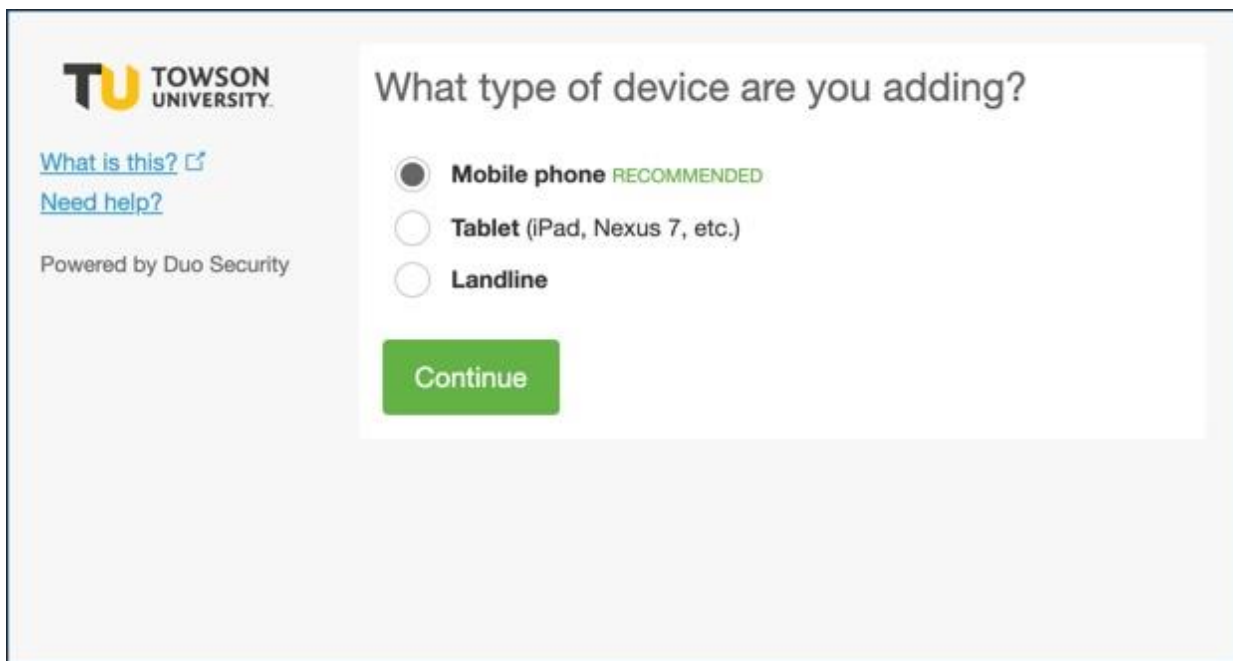 TU TOWSON
UNIVERSITY.
What is this?
Need help?
Powered by Duo Security
What type of device are you adding?
Mobile phone RECOMMENDED
Tablet (iPad, Nexus 7, etc.)
Landline
Continue